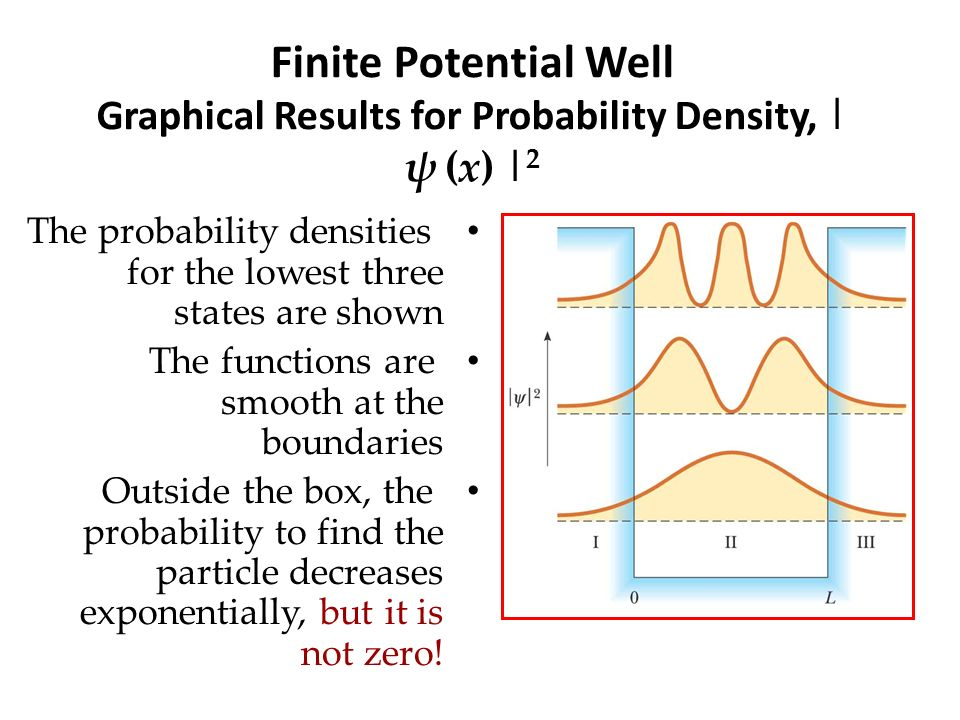 Finite Potential Well
Graphical Results for Probability Density, |
ψ (x) |²
• The probability densities
for the lowest three
states are shown
• The functions are
smooth at the
boundaries
• Outside the box, the
probability to find the
particle decreases
exponentially, but it is
not zero!
|ψ|²
I II III
0 L